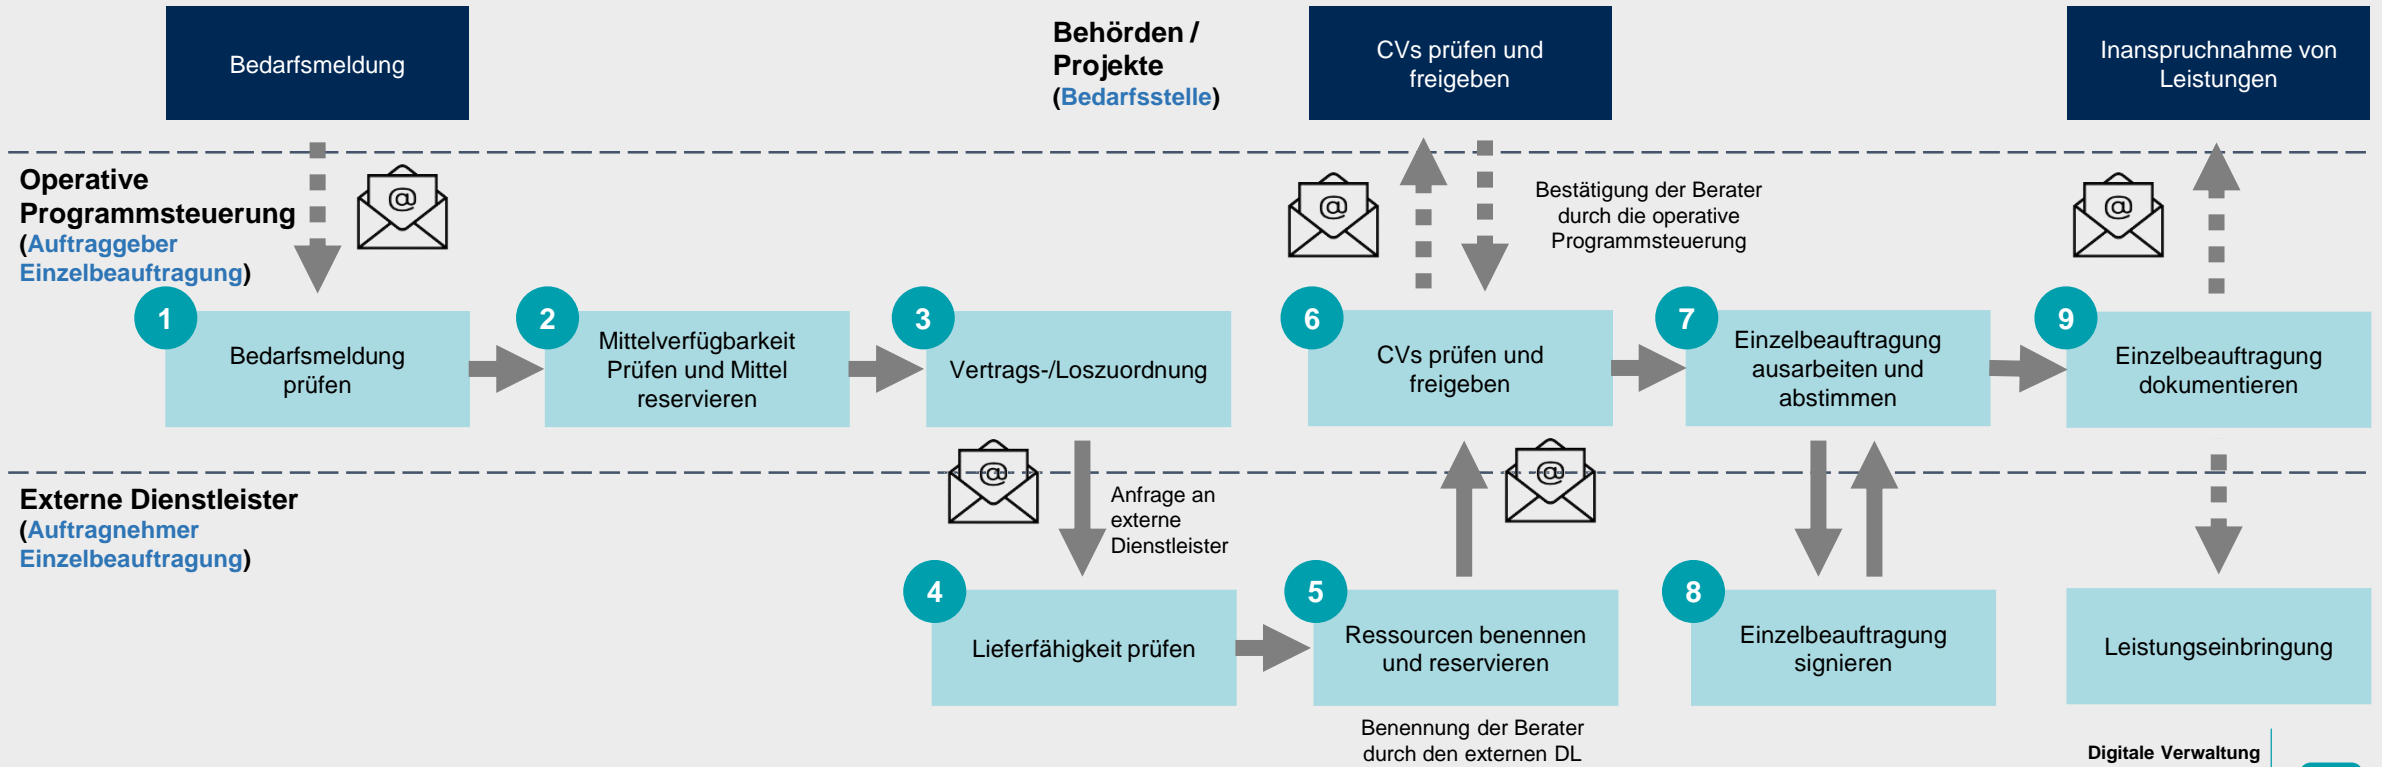 Bedarfsmeldung
Behörden /
Projekte
(Bedarfsstelle)
CVs prüfen und
freigeben
Inanspruchnahme von
Leistungen
Operative
Programmsteuerung
(Auftraggeber
Einzelbeauftragung)
@
@
Bestätigung der Berater
durch die operative
Programmsteuerung
@
1
Bedarfsmeldung
prüfen
2
Mittelverfügbarkeit
Prüfen und Mittel
reservieren
3
Vertrags-/Loszuordnung
6
CVs prüfen und
freigeben
7
Einzelbeauftragung
ausarbeiten und
abstimmen
9
Einzelbeauftragung
dokumentieren
Externe Dienstleister
(Auftragnehmer
Einzelbeauftragung)
@
Anfrage an
externe
Dienstleister
@
4
Lieferfähigkeit prüfen
5
Ressourcen benennen
und reservieren
8
Einzelbeauftragung
signieren
Leistungseinbringung
Benennung der Berater
durch den externen DL
Digitale Verwaltung